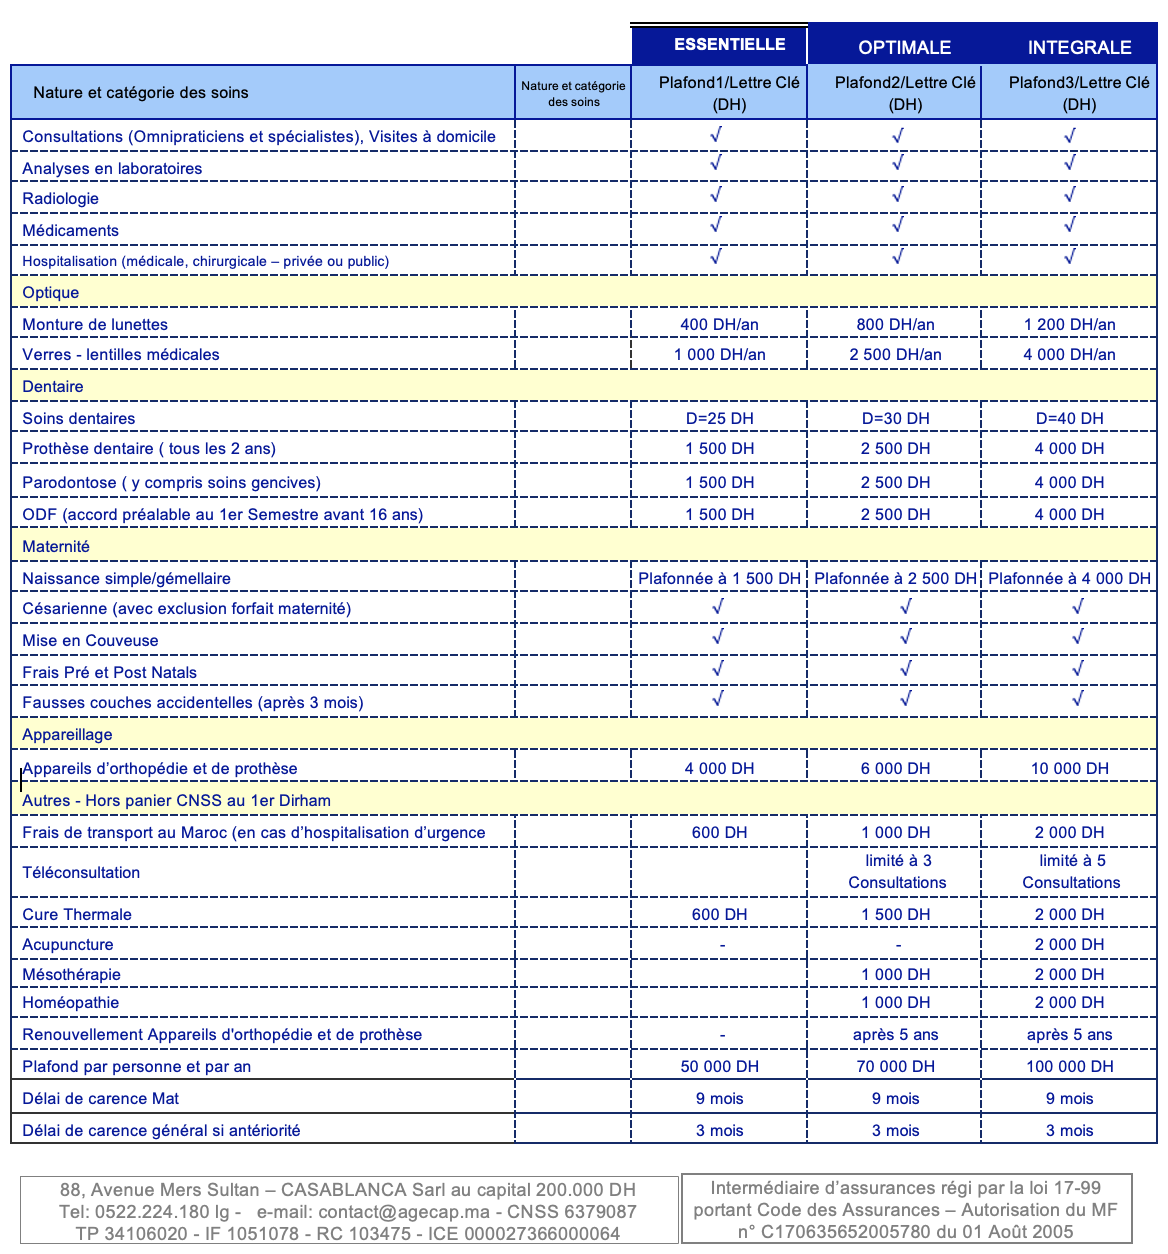 ESSENTIELLE OPTIMALE INTEGRALE
Nature et catégorie des soins Nature et catégorie des soins Plafond1/Lettre Clé (DH) Plafond2/Lettre Clé (DH) Plafond3/Lettre Clé (DH)
Consultations (Omnipraticiens et spécialistes), Visites à domicile √ √ √
Analyses en laboratoires √ √ √
Radiologie √ √ √
Médicaments √ √ √
Hospitalisation (médicale, chirurgicale – privée ou public) √ √ √
Optique
Monture de lunettes 400 DH/an 800 DH/an 1 200 DH/an
Verres - lentilles médicales 1 000 DH/an 2 500 DH/an 4 000 DH/an
Dentaire
Soins dentaires D=25 DH D=30 DH D=40 DH
Prothèse dentaire ( tous les 2 ans) 1 500 DH 2 500 DH 4 000 DH
Parodontose ( y compris soins gencives) 1 500 DH 2 500 DH 4 000 DH
ODF (accord préalable au 1er Semestre avant 16 ans) 1 500 DH 2 500 DH 4 000 DH
Maternité
Naissance simple/gémellaire Plafonnée à 1 500 DH Plafonnée à 2 500 DH Plafonnée à 4 000 DH
Césarienne (avec exclusion forfait maternité) √ √ √
Mise en Couveuse √ √ √
Frais Pré et Post Natals √ √ √
Fausses couches accidentelles (après 3 mois) √ √ √
Appareillage
Appareils d’orthopédie et de prothèse 4 000 DH 6 000 DH 10 000 DH
Autres - Hors panier CNSS au 1er Dirham
Frais de transport au Maroc (en cas d’hospitalisation d’urgence 600 DH 1 000 DH 2 000 DH
Téléconsultation limité à 3 Consultations limité à 5 Consultations
Cure Thermale 600 DH 1 500 DH 2 000 DH
Acupuncture - - 2 000 DH
Mésothérapie 1 000 DH 2 000 DH
Homéopathie 1 000 DH 2 000 DH
Renouvellement Appareils d'orthopédie et de prothèse - après 5 ans après 5 ans
Plafond par personne et par an 50 000 DH 70 000 DH 100 000 DH
Délai de carence Mat 9 mois 9 mois 9 mois
Délai de carence général si antériorité 3 mois 3 mois 3 mois
88, Avenue Mers Sultan – CASABLANCA Sarl au capital 200.000 DH
Tel: 0522.224.180 lg - e-mail: contact@agecap.ma - CNSS 6379087
TP 34106020 - IF 1051078 - RC 103475 - ICE 000027366000064
Intermédiaire d’assurances régi par la loi 17-99
portant Code des Assurances – Autorisation du MF
n° C170635652005780 du 01 Août 2005